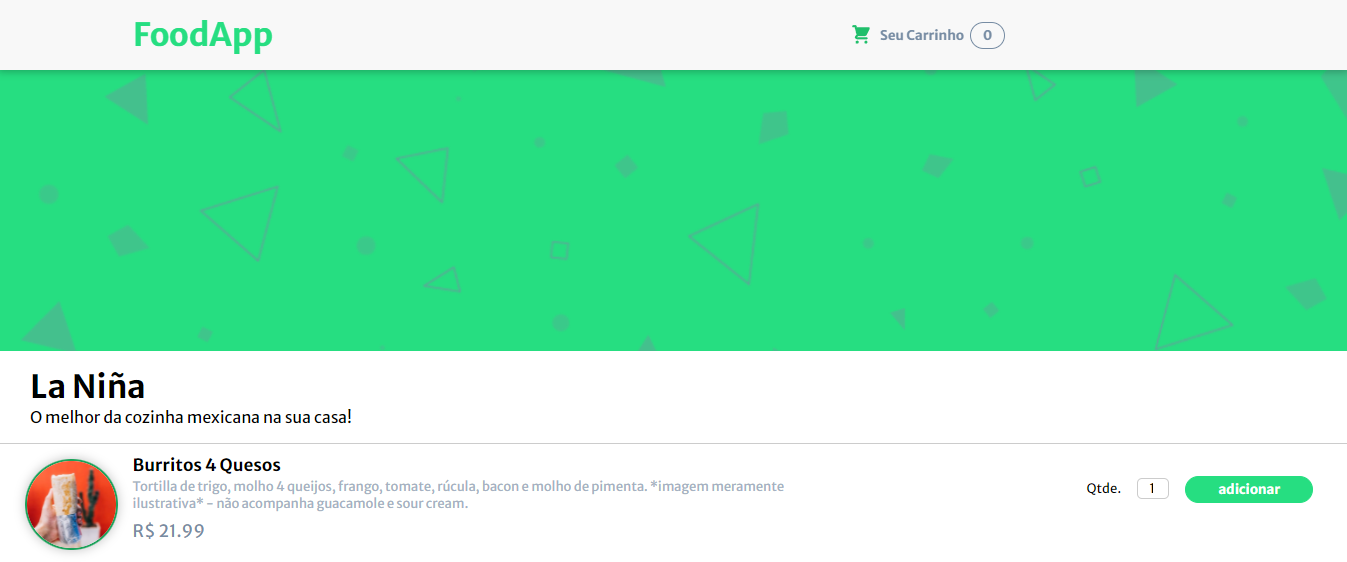 FoodApp
Seu Carrinho 0
La Niña
O melhor da cozinha mexicana na sua casa!
Burritos 4 Quesos
Tortilla de trigo, molho 4 queijos, frango, tomate, rúcula, bacon e molho de pimenta. *imagem meramente
ilustrativa* - não acompanha guacamole e sour cream.
R$ 21.99
Qtde. 1 adicionar